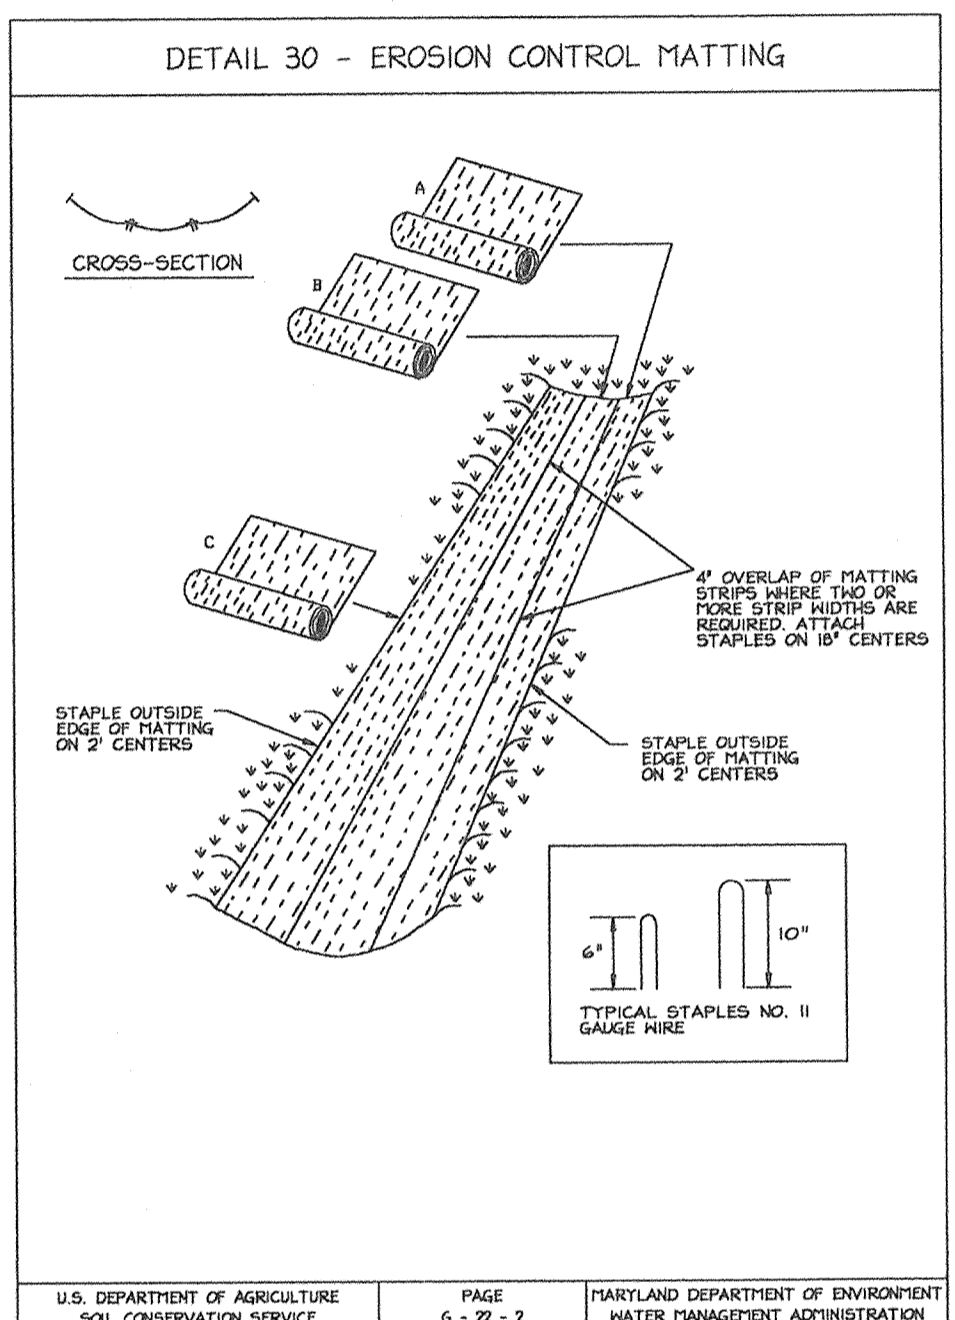 DETAIL 30 - EROSION CONTROL MATTING
A
CROSS-SECTION
B
C
4" OVERLAP OF MATTING
STRIPS WHERE TWO OR
MORE STRIP WIDTHS ARE
REQUIRED. ATTACH
STAPLES ON 18" CENTERS
STAPLE OUTSIDE
EDGE OF MATTING
ON 2' CENTERS
STAPLE OUTSIDE
EDGE OF MATTING
ON 2' CENTERS
6"
10"
TYPICAL STAPLES NO. 11
GAUGE WIRE
U.S. DEPARTMENT OF AGRICULTURE
SOIL CONSERVATION SERVICE
PAGE
G - 22 - 2
MARYLAND DEPARTMENT OF ENVIRONMENT
WATER MANAGEMENT ADMINISTRATION